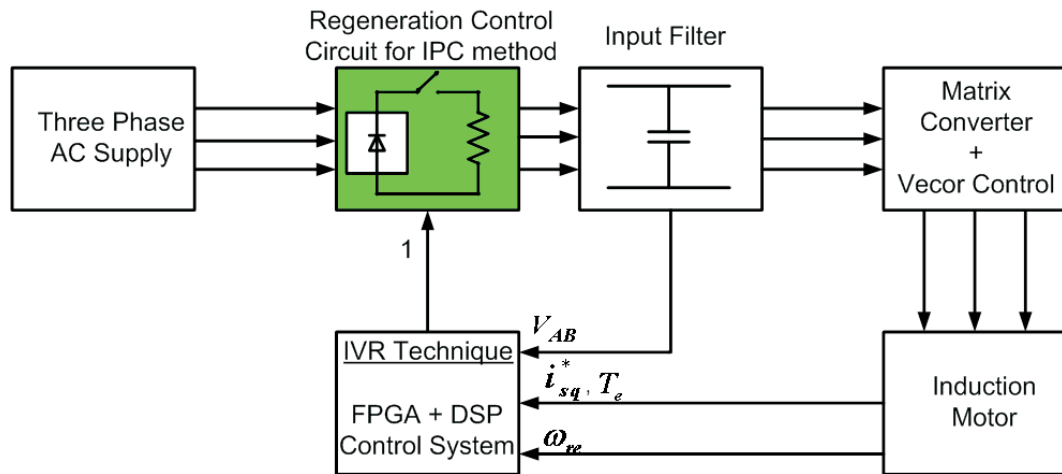 Regeneration Control
Circuit for IPC method
Input Filter
Three Phase
AC Supply
Matrix
Converter
+
Vecor Control
1
V_AB
IVR Technique
i*_sq, T_e
FPGA + DSP
Control System
ω_re
Induction
Motor